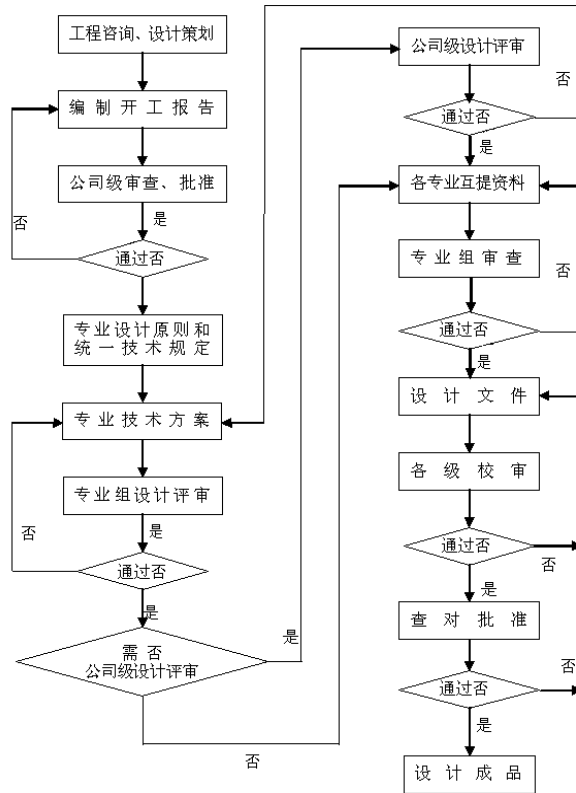 工程咨询、设计策划
编制开工报告
公司级审查、批准
是
否
通过否
专业设计原则和
统一技术规定
专业技术方案
专业组设计评审
是
否
通过否
是
需否
公司级设计评审
是
否
公司级设计评审
否
通过否
是
各专业互提资料
专业组审查
否
通过否
是
设计文件
各级校审
是
通过否
否
是
查对批准
否
通过否
是
设计成品